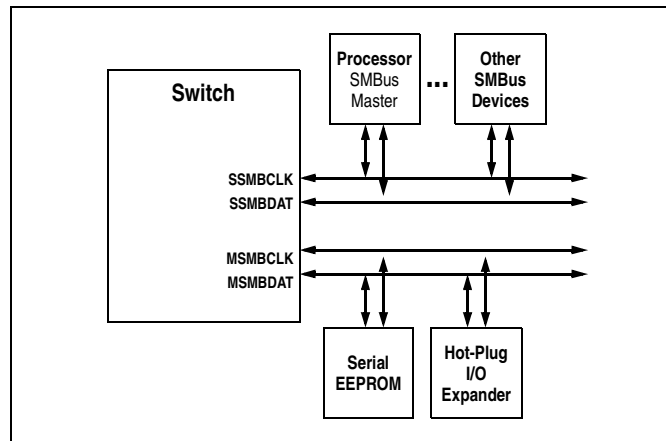 Processor
SMBus
Master
...
Other
SMBus
Devices
Switch
SSMBCLK
SSMBDAT
MSMBCLK
MSMBDAT
Serial
EEPROM
Hot-Plug
I/O
Expander